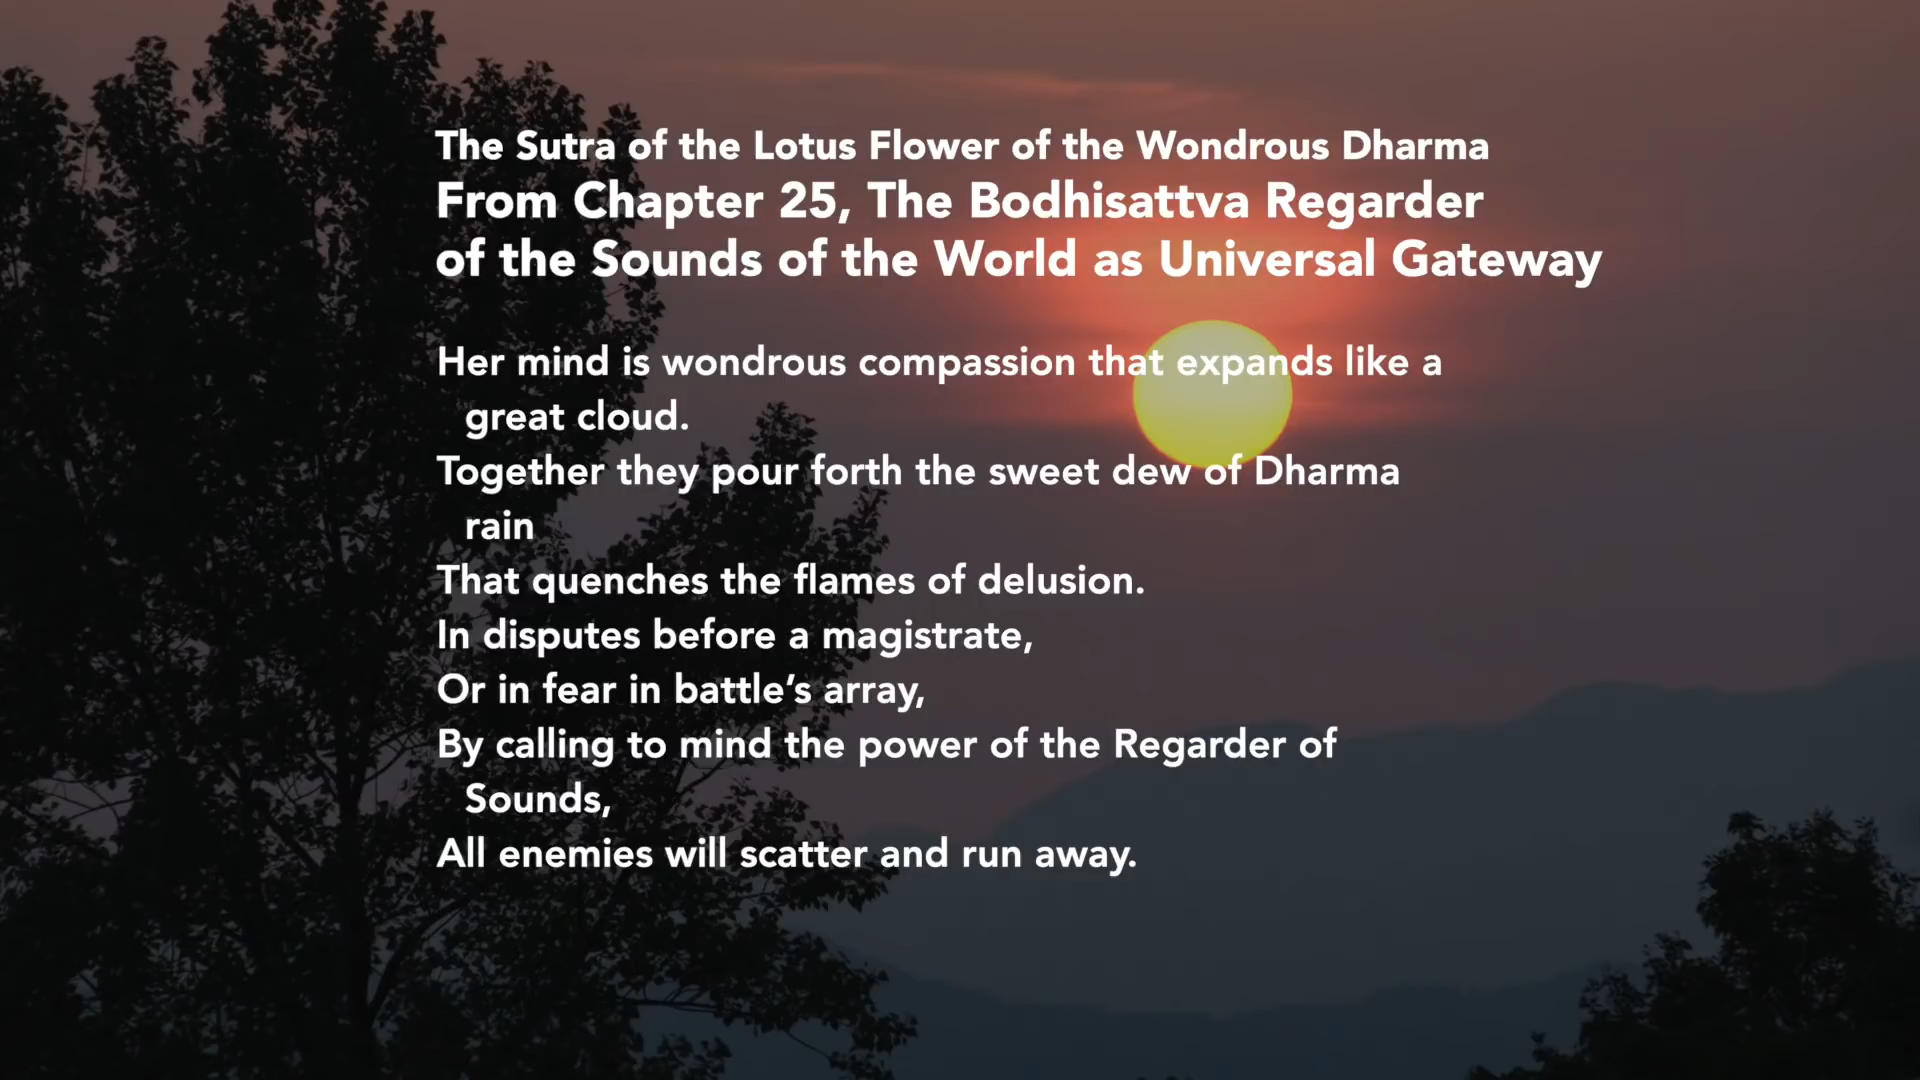 The Sutra of the Lotus Flower of the Wondrous Dharma
From Chapter 25, The Bodhisattva Regarder
of the Sounds of the World as Universal Gateway
Her mind is wondrous compassion that expands like a
great cloud.
Together they pour forth the sweet dew of Dharma
rain
That quenches the flames of delusion.
In disputes before a magistrate,
Or in fear in battle’s array,
By calling to mind the power of the Regarder of
Sounds,
All enemies will scatter and run away.